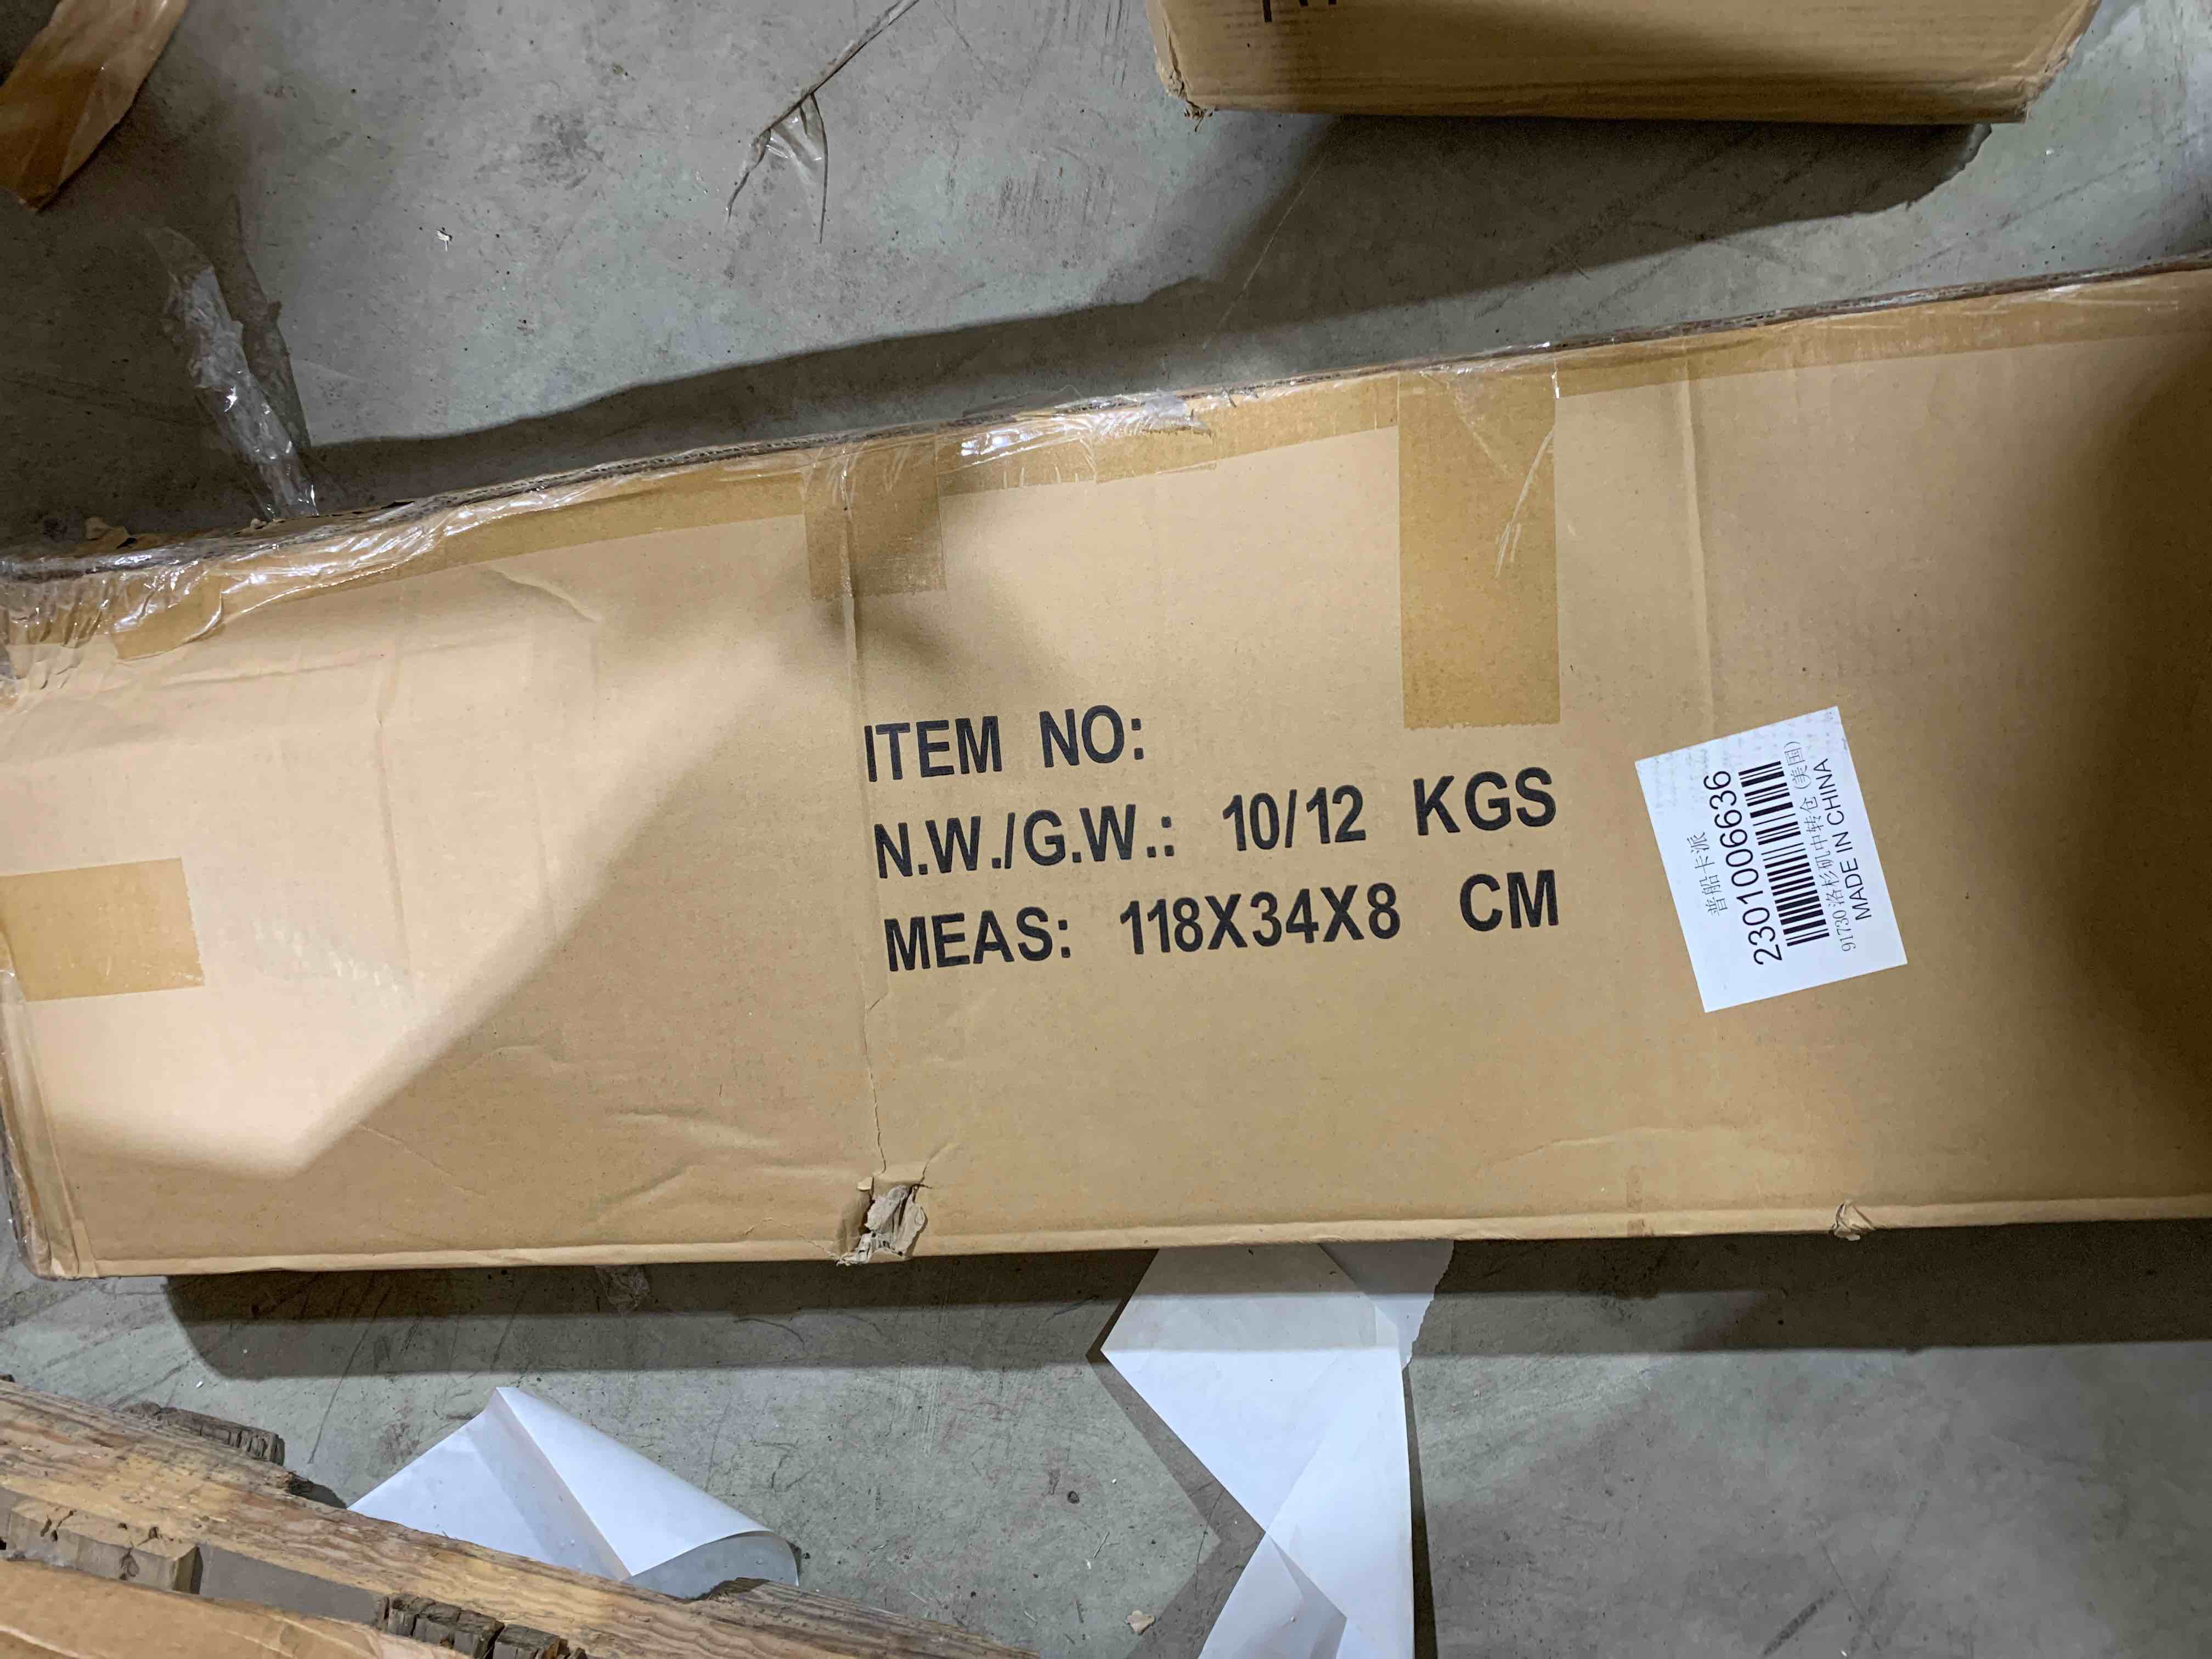 ITEM NO:
N.W./G.W.: 10/12 KGS
MEAS: 118X34X8 CM
普船卡派
2301006636
91730 洛杉矶中转仓 (美国)
MADE IN CHINA